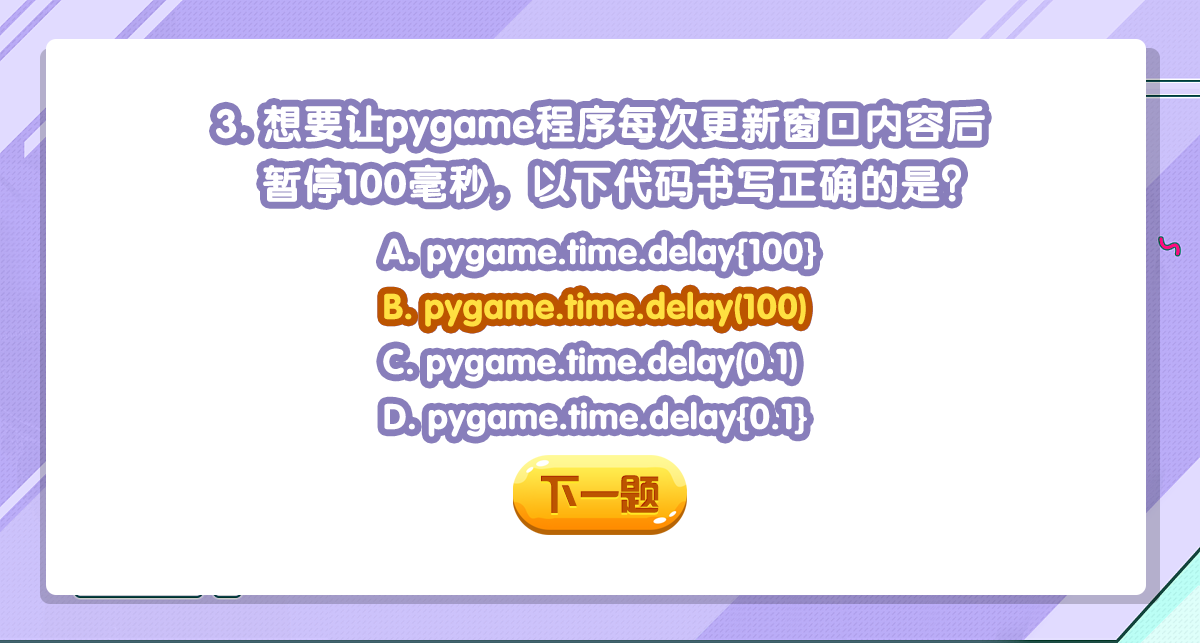 3. 想要让pygame程序每次更新窗口内容后
暂停100毫秒，以下代码书写正确的是？
A. pygame.time.delay{100}
B. pygame.time.delay(100)
C. pygame.time.delay(0.1)
D. pygame.time.delay{0.1}
下一题